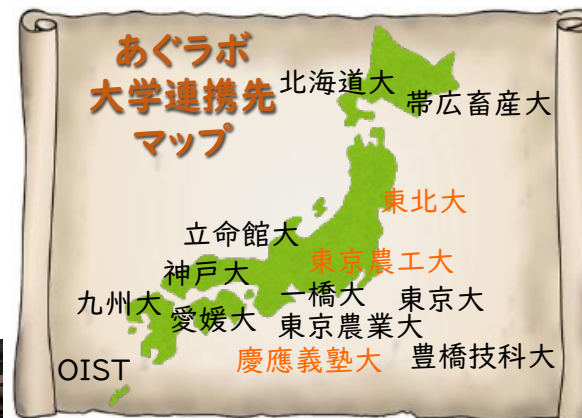 あぐラボ
大学連携先
マップ
北海道大
帯広畜産大
東北大
立命館大
東京農工大
神戸大
一橋大
東京大
九州大
愛媛大
東京農業大
慶應義塾大
豊橋技科大
OIST